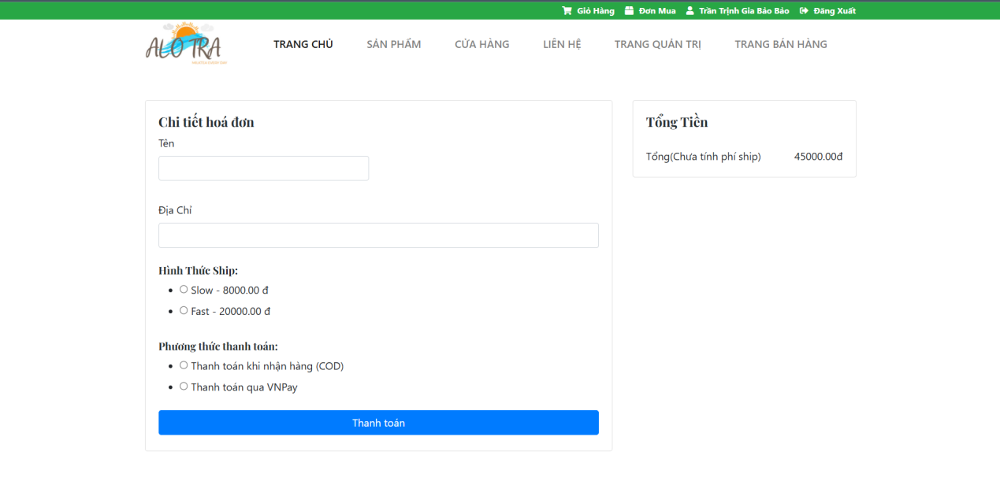 Giỏ Hàng Đơn Mua Trần Trịnh Gia Bảo Bảo Đăng Xuất
ALO TRA
TRANG CHỦ SẢN PHẨM CỬA HÀNG LIÊN HỆ TRANG QUẢN TRỊ TRANG BÁN HÀNG
Chi tiết hoá đơn
Tên
Địa Chỉ
Hình Thức Ship:
Slow - 8000.00 đ
Fast - 20000.00 đ
Phương thức thanh toán:
Thanh toán khi nhận hàng (COD)
Thanh toán qua VNPay
Thanh toán
Tổng Tiền
Tổng(Chưa tính phí ship) 45000.00đ